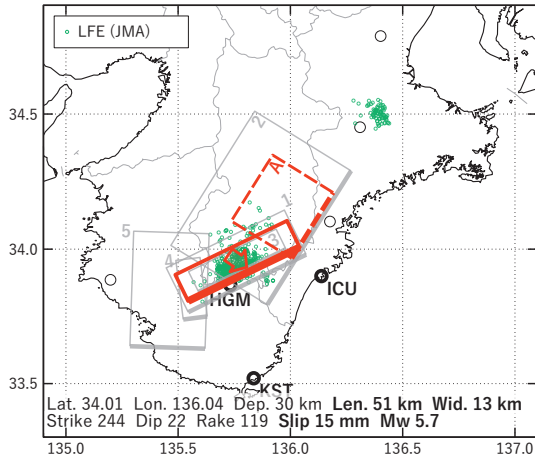 LFE (JMA)
34.5
34.0
33.5
2
A
1
5
3
4
HGM
ICU
KST
Lat. 34.01 Lon. 136.04 Dep. 30 km Len. 51 km Wid. 13 km
Strike 244 Dip 22 Rake 119 Slip 15 mm Mw 5.7
135.0 135.5 136.0 136.5 137.0